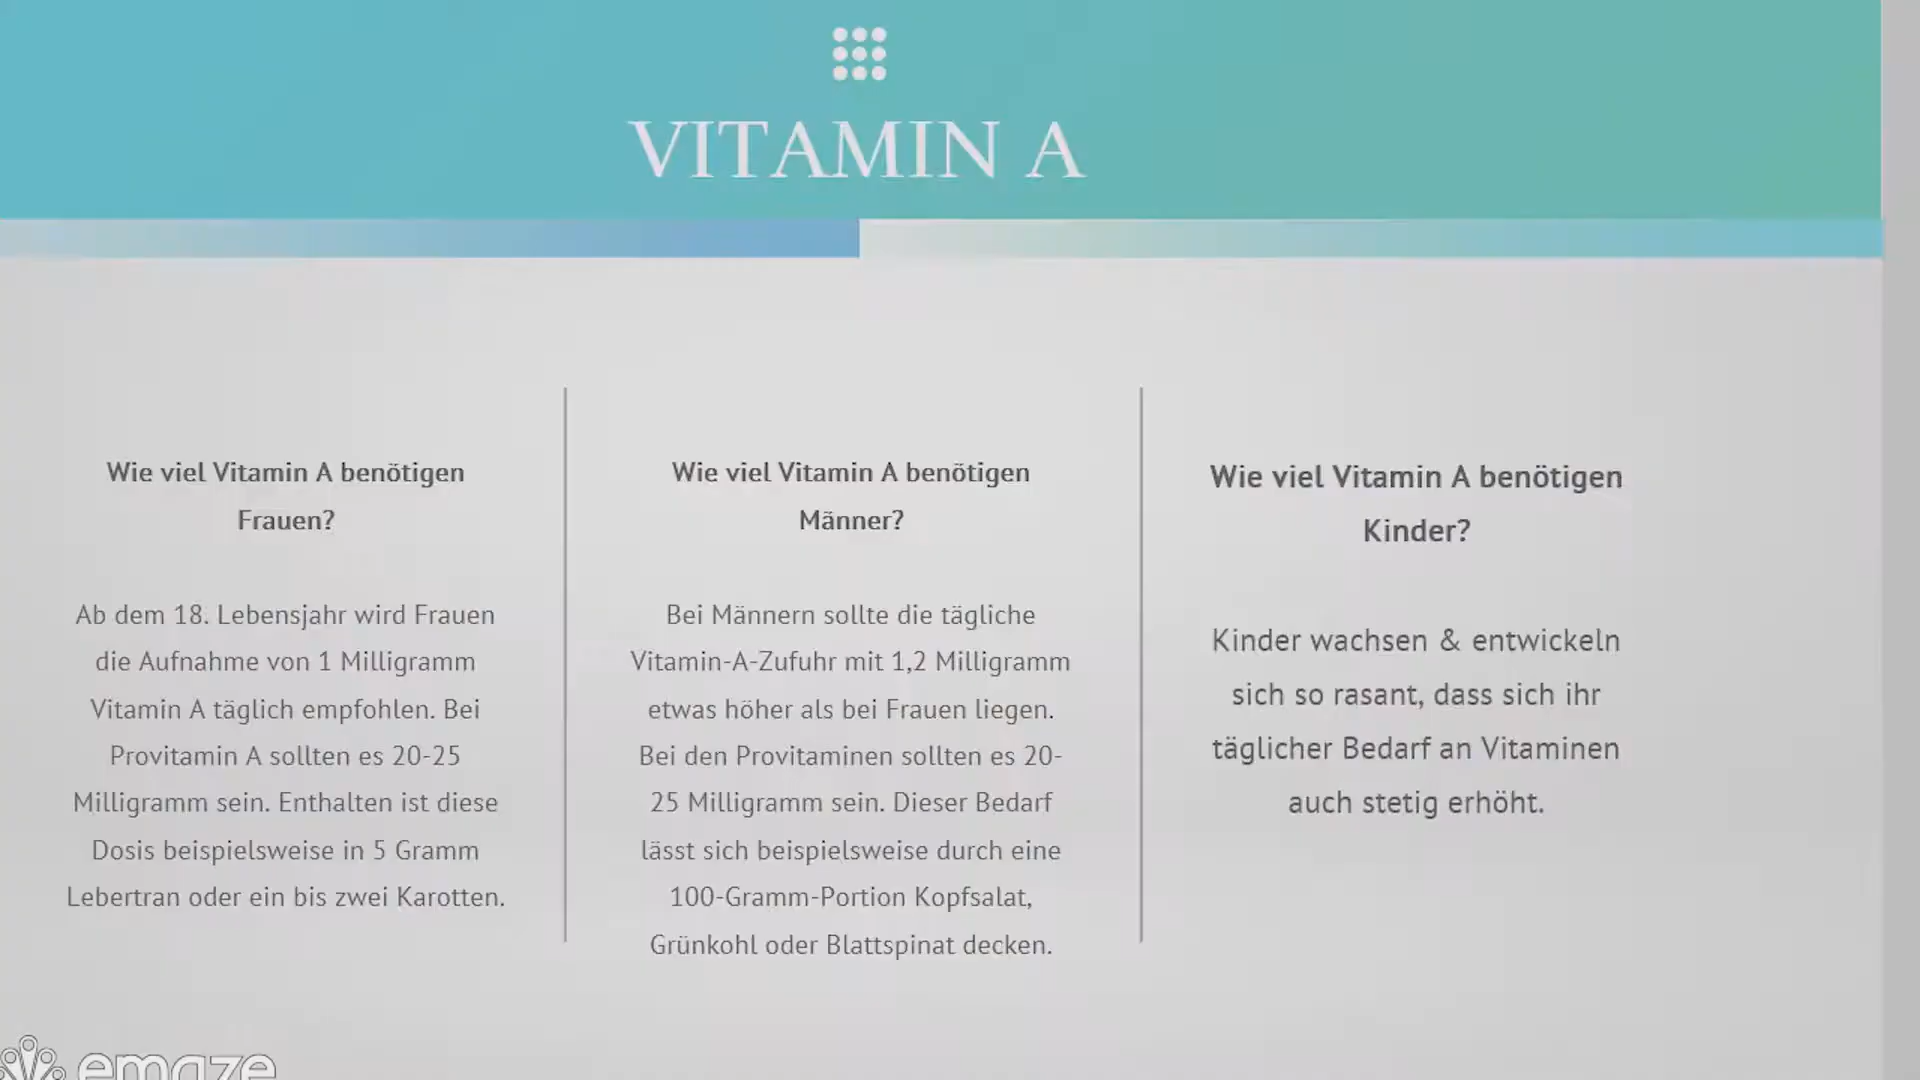 VITAMIN A
Wie viel Vitamin A benötigen
Frauen?
Ab dem 18. Lebensjahr wird Frauen
die Aufnahme von 1 Milligramm
Vitamin A täglich empfohlen. Bei
Provitamin A sollten es 20-25
Milligramm sein. Enthalten ist diese
Dosis beispielsweise in 5 Gramm
Lebertran oder ein bis zwei Karotten.
Wie viel Vitamin A benötigen
Männer?
Bei Männern sollte die tägliche
Vitamin-A-Zufuhr mit 1,2 Milligramm
etwas höher als bei Frauen liegen.
Bei den Provitaminen sollten es 20-
25 Milligramm sein. Dieser Bedarf
lässt sich beispielsweise durch eine
100-Gramm-Portion Kopfsalat,
Grünkohl oder Blattspinat decken.
Wie viel Vitamin A benötigen
Kinder?
Kinder wachsen & entwickeln
sich so rasant, dass sich ihr
täglicher Bedarf an Vitaminen
auch stetig erhöht.
emaze